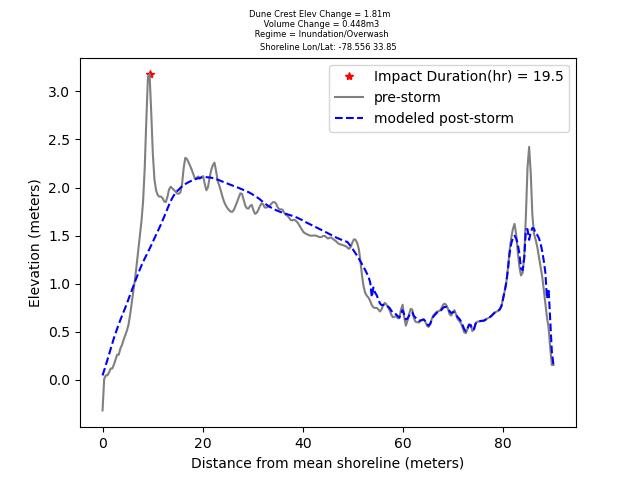 Dune Crest Elev Change = 1.81m
Volume Change = 0.448m3
Regime = Inundation/Overwash
Shoreline Lon/Lat: -78.556 33.85
Impact Duration(hr) = 19.5
pre-storm
modeled post-storm
3.0
2.5
2.0
1.5
1.0
0.5
0.0
Elevation (meters)
0 20 40 60 80
Distance from mean shoreline (meters)